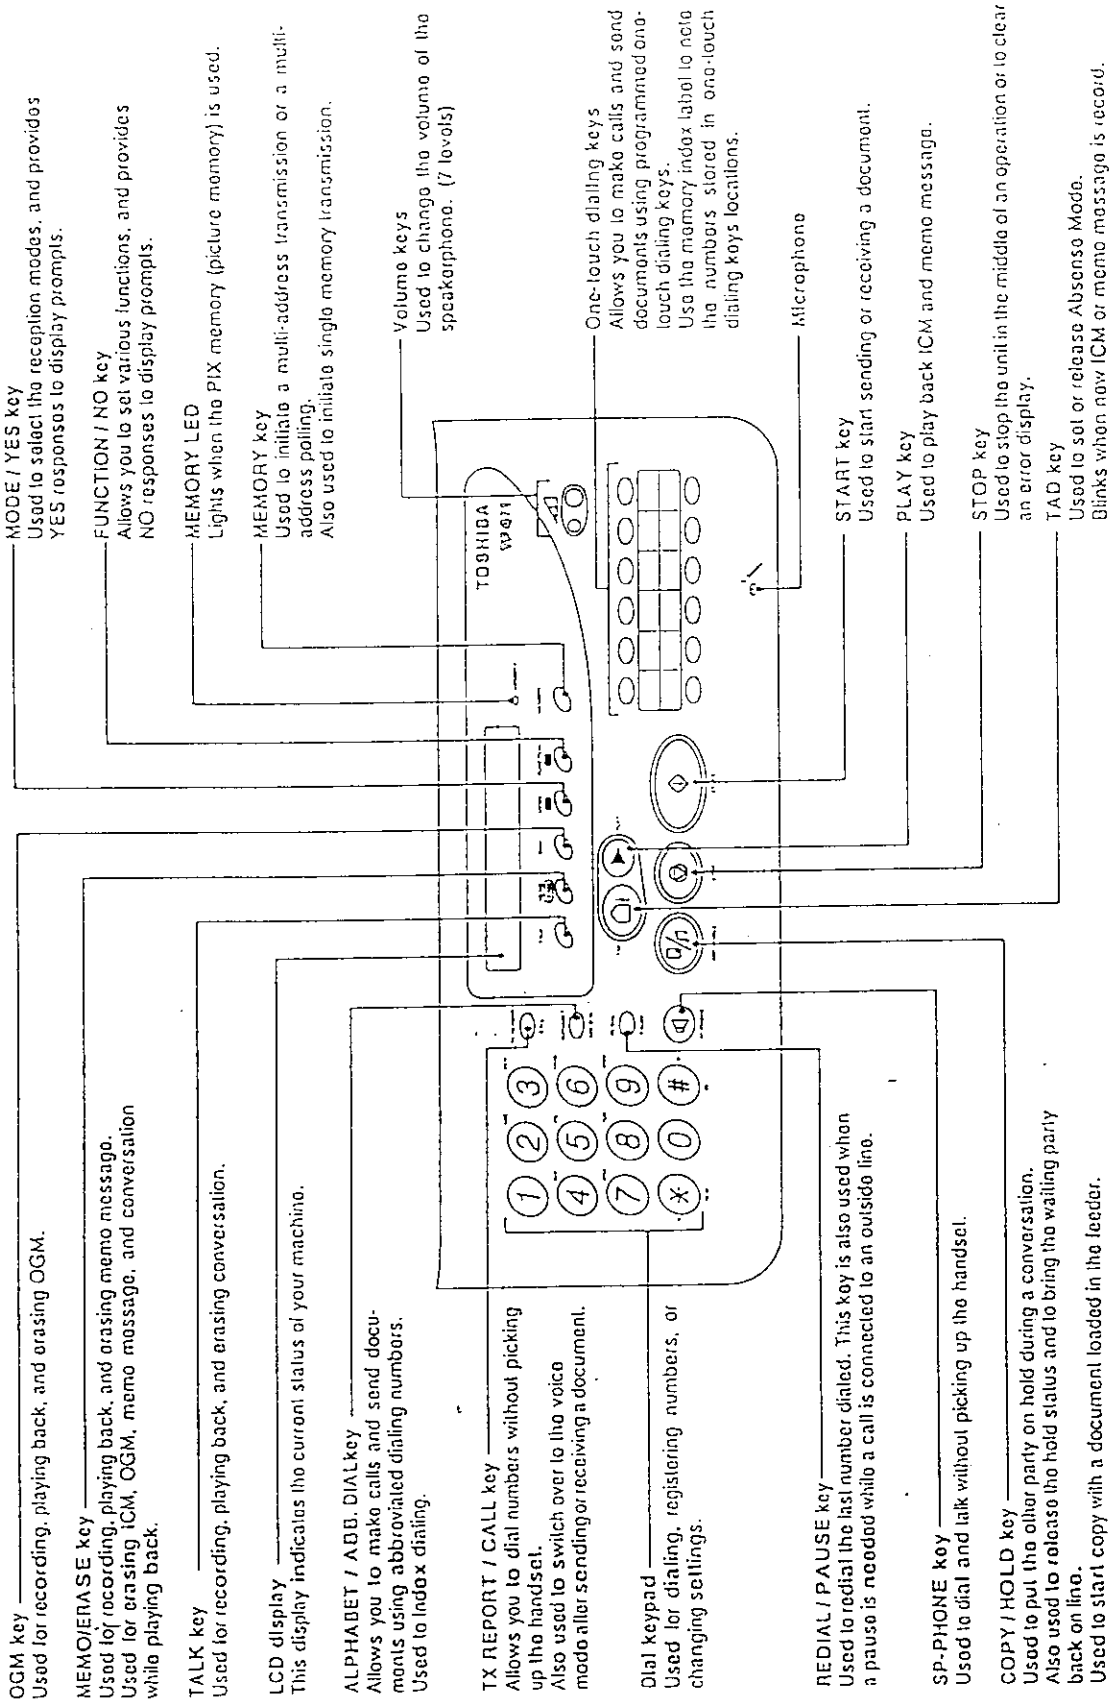 OGM key
Used for recording, playing back, and erasing OGM.
MEMO/ERASE key
Used for recording, playing back, and erasing memo message.
Used for erasing ICM, OGM, memo message, and conversation
while playing back.
TALK key
Used for recording, playing back, and erasing conversation.
LCD display
This display indicates the current status of your machine.
ALPHABET / ABB. DIAL key
Allows you to make calls and send docu-
ments using abbreviated dialing numbers.
Used to Index dialing.
TX REPORT / CALL key
Allows you to dial numbers without picking
up the handset.
Also used to switch over to the voice
mode after sending or receiving a document.
Dial keypad
Used for dialing, registering numbers, or
changing settings.
REDIAL / PAUSE key
Used to redial the last number dialed. This key is also used when
a pause is needed while a call is connected to an outside line.
SP-PHONE key
Used to dial and talk without picking up the handset.
COPY / HOLD key
Used to put the other party on hold during a conversation.
Also used to release the hold status and to bring the waiting party
back on line.
Used to start copy with a document loaded in the feeder.
MODE / YES key
Used to select the reception modes, and provides
YES responses to display prompts.
FUNCTION / NO key
Allows you to set various functions, and provides
NO responses to display prompts.
MEMORY LED
Lights when the PIX memory (picture memory) is used.
MEMORY key
Used to initiate a multi-address transmission or a multi-
address polling.
Also used to initiate single memory transmission.
Volume keys
Used to change the volume of the
speakerphone. (7 levels)
One-touch dialing keys
Allows you to make calls and send
documents using programmed one-
touch dialing keys.
Use the memory index label to note
the numbers stored in one-touch
dialing keys locations.
Microphone
START key
Used to start sending or receiving a document.
PLAY key
Used to play back ICM and memo message.
STOP key
Used to stop the unit in the middle of an operation or to clear
an error display.
TAD key
Used to set or release Absense Mode.
Blinks when new ICM or memo message is record.
TOSHIBA
1 2 3
4 5 6
7 8 9
* 0 #